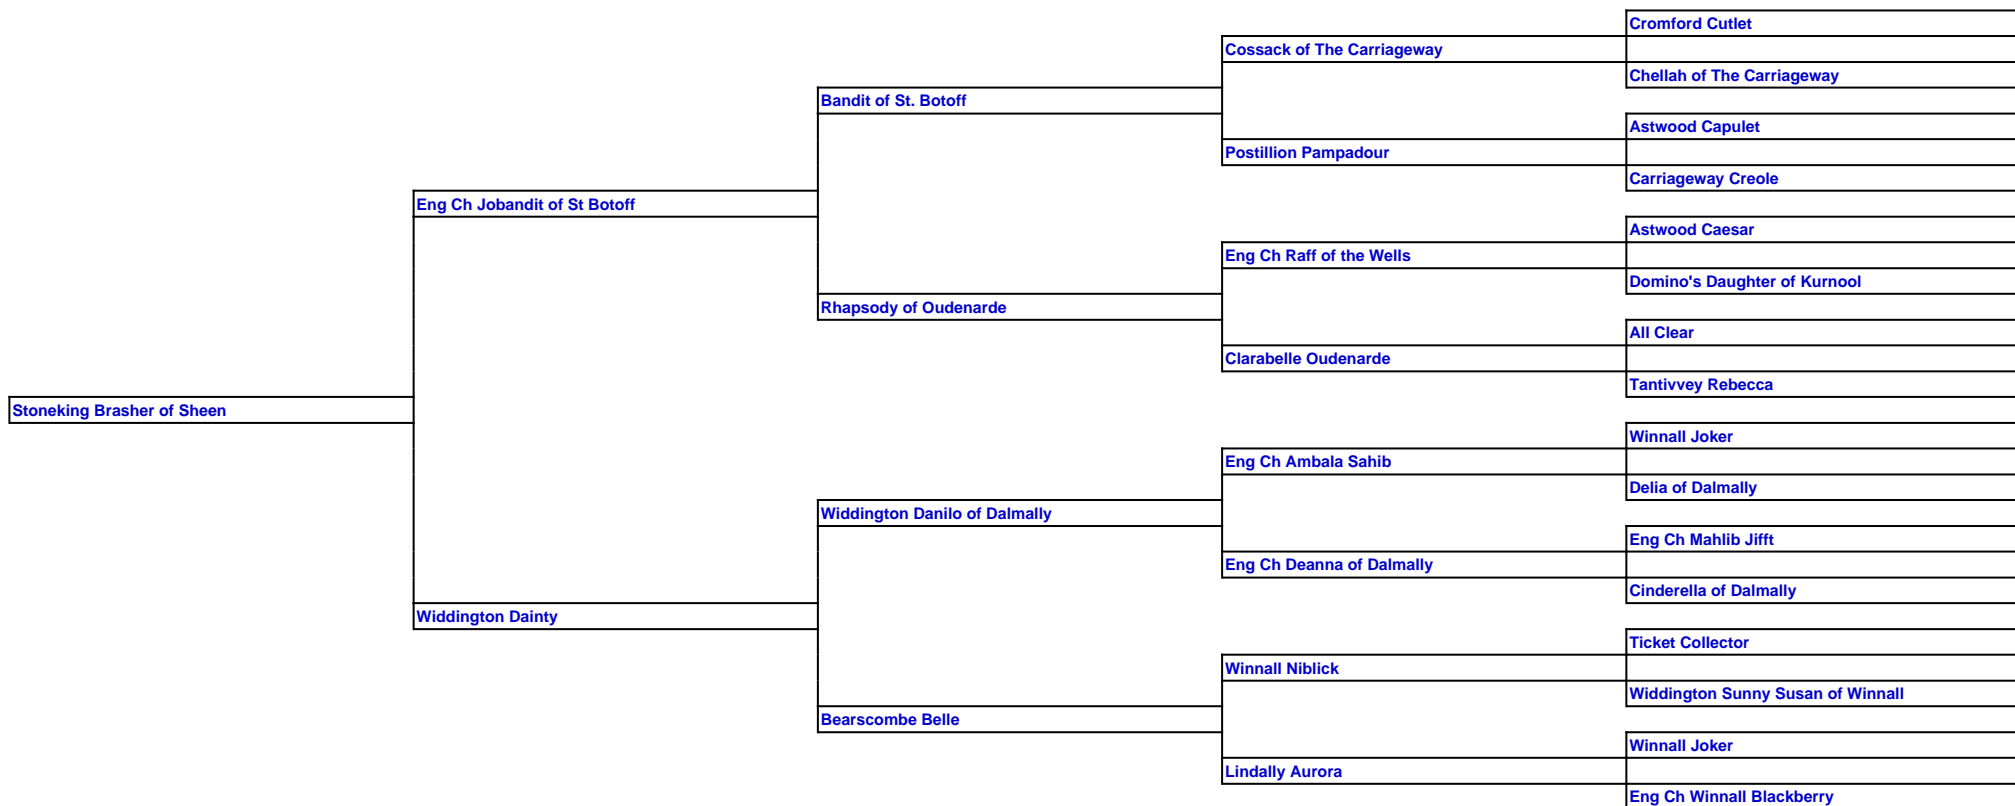 Cromford Cutlet
Cossack of The Carriageway
Chellah of The Carriageway
Bandit of St. Botoff
Astwood Capulet
Postillion Pampadour
Carriageway Creole
Eng Ch Jobandit of St Botoff
Astwood Caesar
Eng Ch Raff of the Wells
Domino's Daughter of Kurnool
Rhapsody of Oudenarde
All Clear
Clarabelle Oudenarde
Tantivvey Rebecca
Stoneking Brasher of Sheen
Winnall Joker
Eng Ch Ambala Sahib
Delia of Dalmally
Widdington Danilo of Dalmally
Eng Ch Mahlib Jifft
Eng Ch Deanna of Dalmally
Cinderella of Dalmally
Widdington Dainty
Ticket Collector
Winnall Niblick
Widdington Sunny Susan of Winnall
Bearscombe Belle
Winnall Joker
Lindally Aurora
Eng Ch Winnall Blackberry